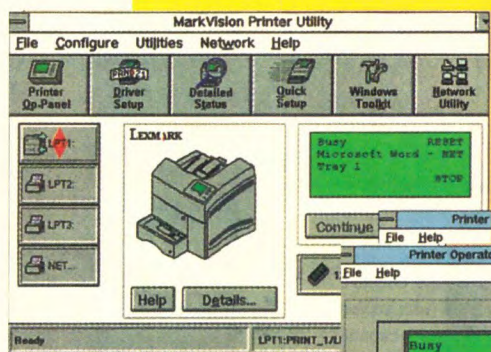 MarkVision Printer Utility
File Configure Utilities Network Help
Printer Op-Panel
Driver Setup
Detailed Status
Quick Setup
Windows Toolkit
Network Utility
LPT1:
LPT2:
LPT3:
NET...
LEXMARK
Help Details...
Busy RESET
Microsoft Word - NET
Tray 1
STOP
Continue
Printer
File Help
Printer Operato
File Help
Busy
Ready
LPT1:PRINT_1/LI